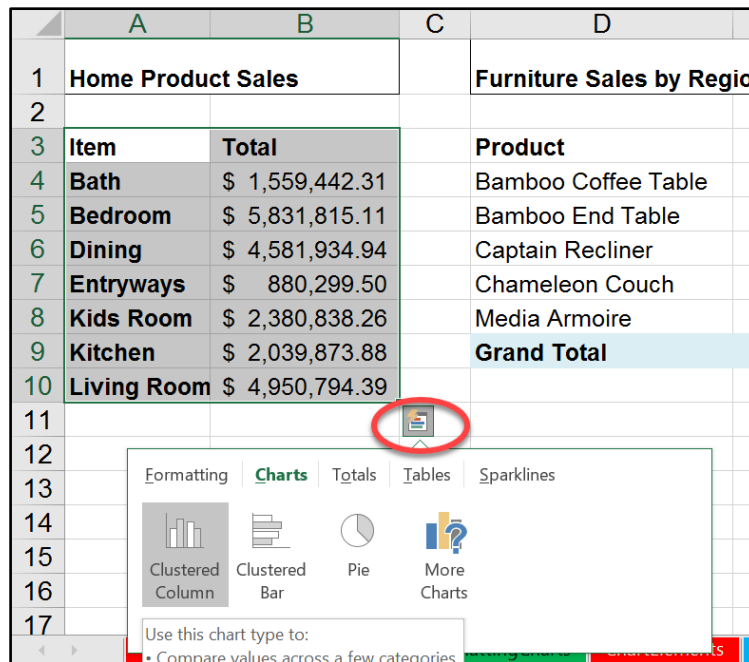 A B C D
1 Home Product Sales Furniture Sales by Regio
2
3 Item Total Product
4 Bath $ 1,559,442.31 Bamboo Coffee Table
5 Bedroom $ 5,831,815.11 Bamboo End Table
6 Dining $ 4,581,934.94 Captain Recliner
7 Entryways $ 880,299.50 Chameleon Couch
8 Kids Room $ 2,380,838.26 Media Armoire
9 Kitchen $ 2,039,873.88 Grand Total
10 Living Room $ 4,950,794.39
11
12
13 Formatting Charts Totals Tables Sparklines
14
15 Clustered Clustered Pie More
16 Column Bar Charts
17
Use this chart type to:
• Compare values across a few categories
ChartElements